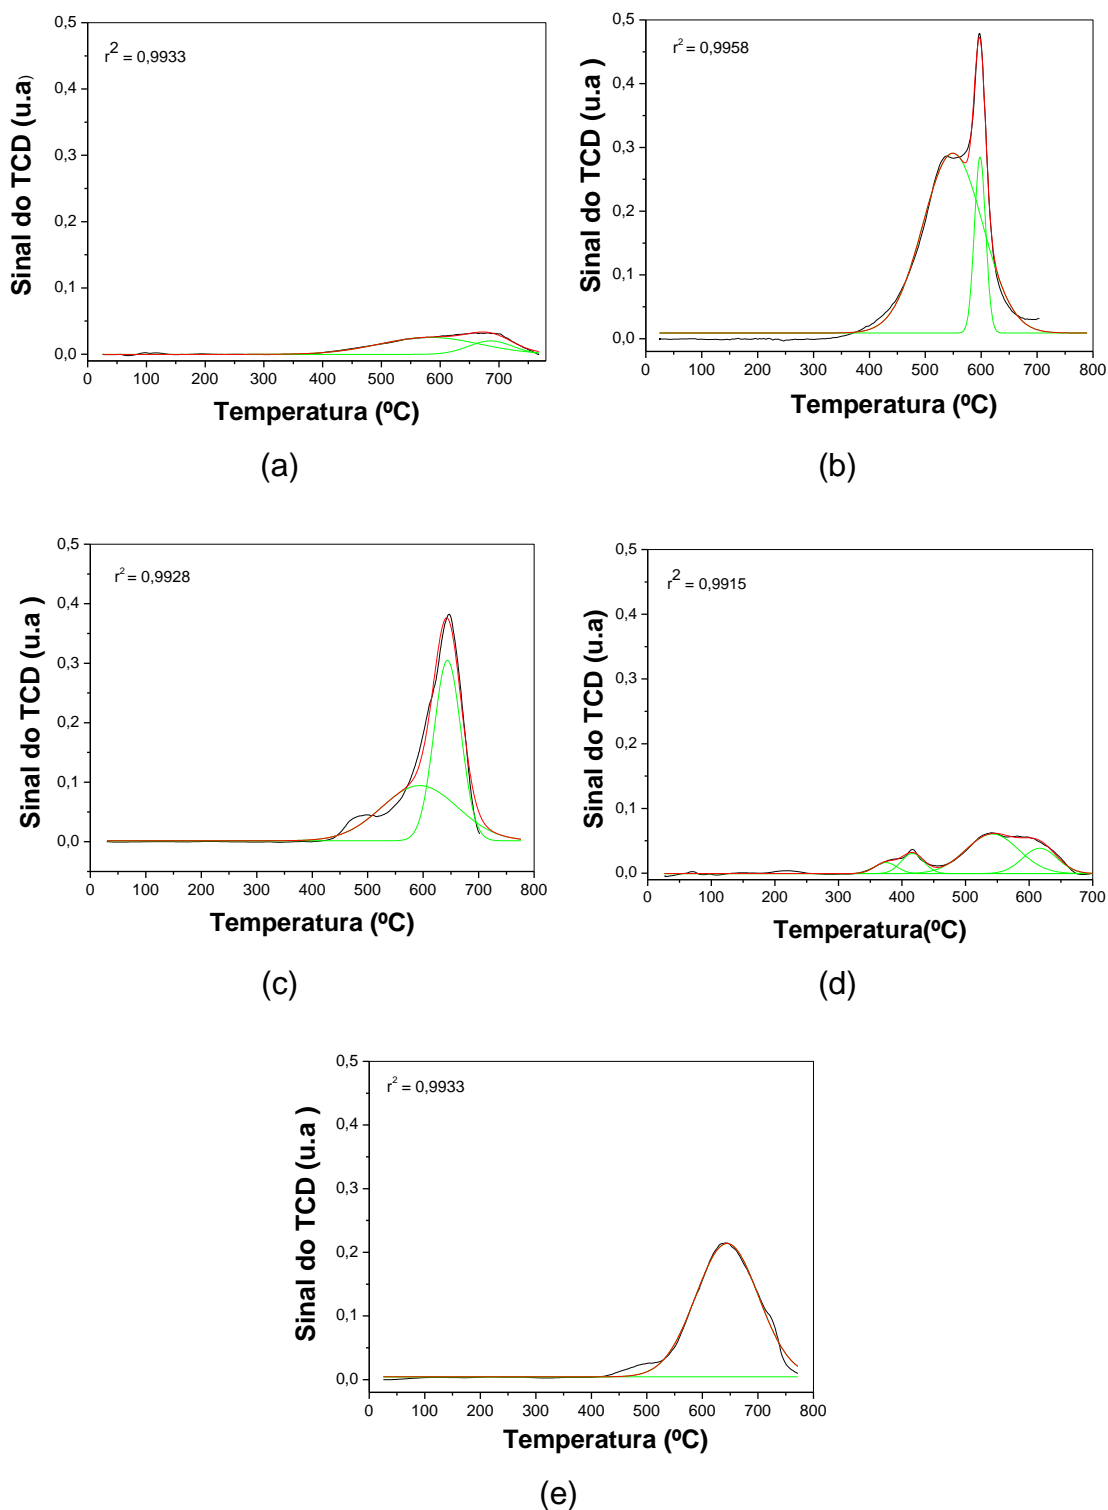 0,5
r2 = 0,9933
0,4
0,3
0,2
0,1
0,0
Sinal do TCD (u.a)
0 100 200 300 400 500 600 700
Temperatura (ºC)
(a)
0,5
r2 = 0,9958
0,4
0,3
0,2
0,1
0,0
Sinal do TCD (u.a )
0 100 200 300 400 500 600 700 800
Temperatura (ºC)
(b)
0,5
r2 = 0,9928
0,4
0,3
0,2
0,1
0,0
Sinal do TCD (u.a )
0 100 200 300 400 500 600 700 800
Temperatura (ºC)
(c)
0,5
r2 = 0,9915
0,4
0,3
0,2
0,1
0,0
Sinal do TCD (u.a)
0 100 200 300 400 500 600 700
Temperatura(ºC)
(d)
0,5
r2 = 0,9933
0,4
0,3
0,2
0,1
0,0
Sinal do TCD (u.a )
0 100 200 300 400 500 600 700 800
Temperatura (ºC)
(e)